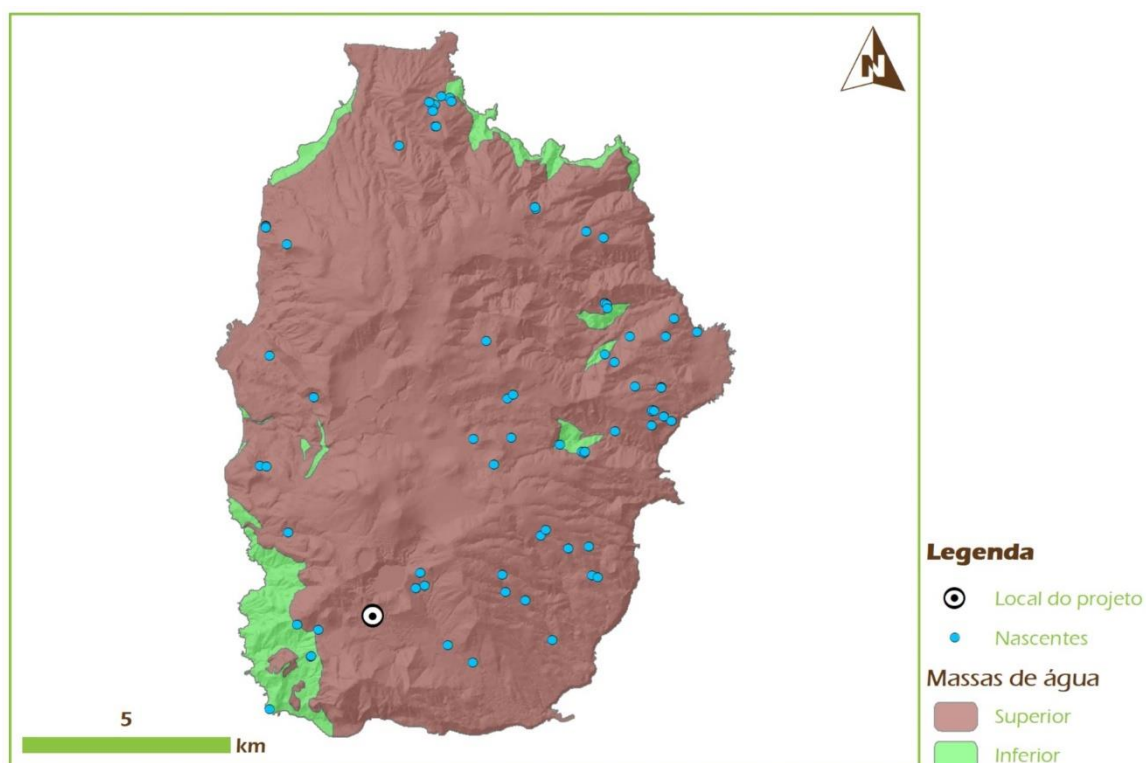 N
5
km
Legenda
Local do projeto
Nascentes
Massas de água
Superior
Inferior